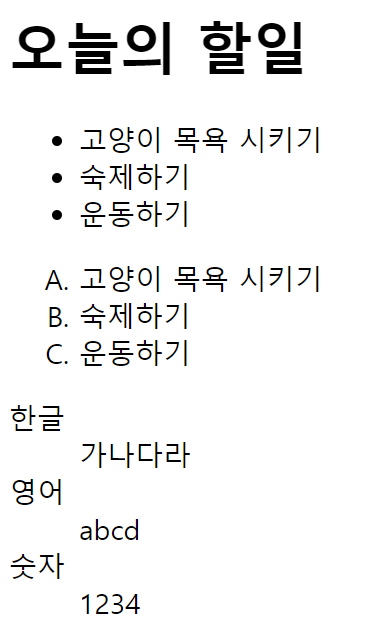 오늘의 할일
• 고양이 목욕 시키기
• 숙제하기
• 운동하기
A. 고양이 목욕 시키기
B. 숙제하기
C. 운동하기
한글
가나다라
영어
abcd
숫자
1234